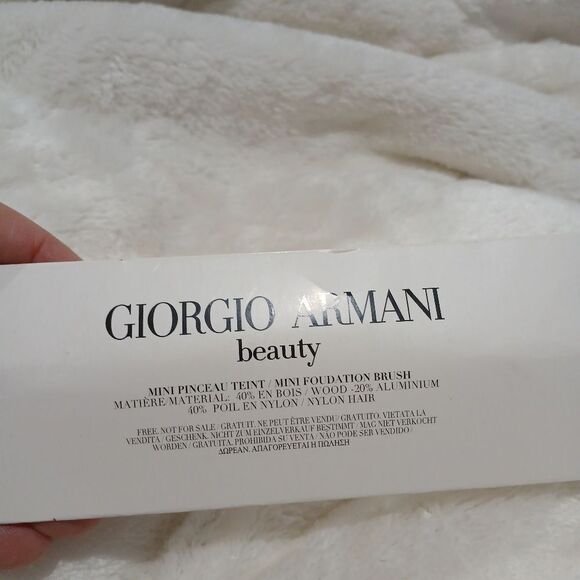 GIORGIO ARMANI
beauty
MINI PINCEAU TEINT / MINI FOUDATION BRUSH
MATIÈRE MATERIAL: 40% EN BOIS / WOOD -20% ALUMINIUM
40% POIL EN NYLON / NYLON HAIR
FREE. NOT FOR SALE / GRATUIT. NE PEUT ÊTRE VENDU/ GRATUITO. VIETATA LA
VENDITA / GESCHENK. NICHT ZUM EINZELVERKAUF BESTIMMT / MAG NIET VERKOCHT
WORDEN / GRATUITA. PROHIBIDA SU VENTA / NÃO PODE SER VENDIDO/
ΔΩΡΕΑΝ. ΑΠΑΓΟΡΕΥΕΤΑΙ Η ΠΩΛΗΣΗ